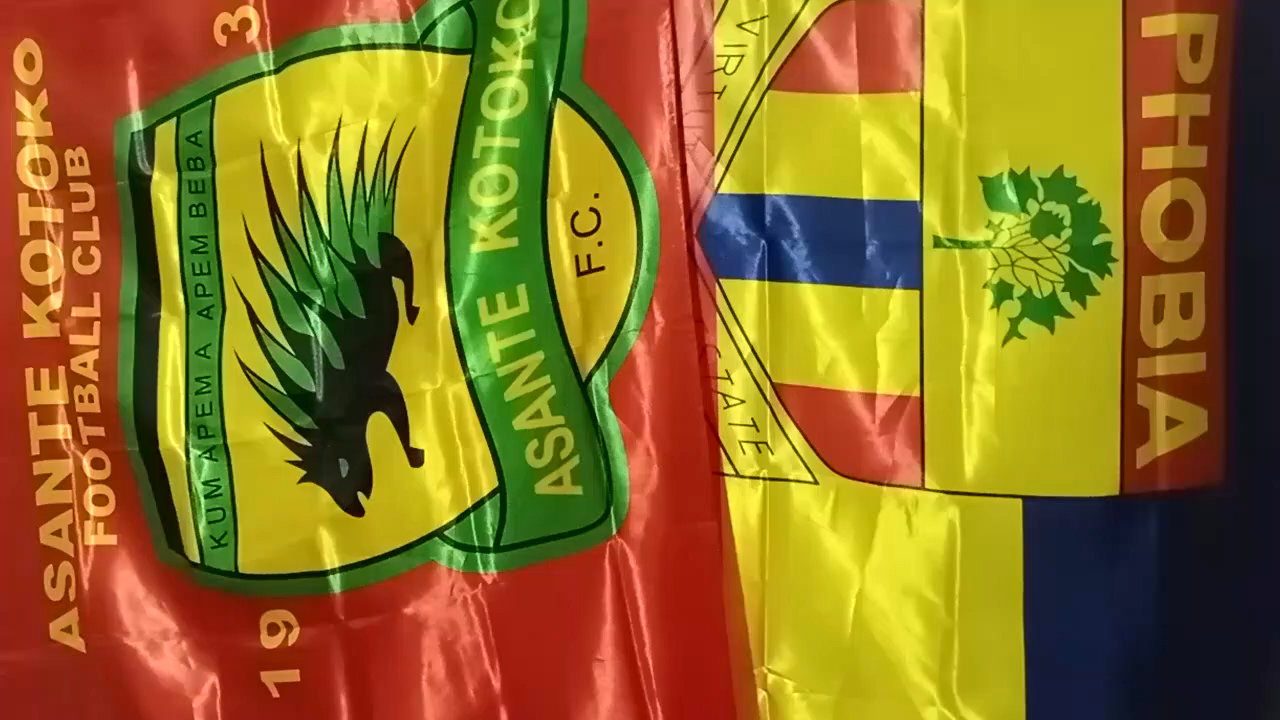 ASANTE KOTOKO
FOOTBALL CLUB
19 3
KUM APEM A APEM BEBA
ASANTE KOTOKO
F.C.
PHOBIA